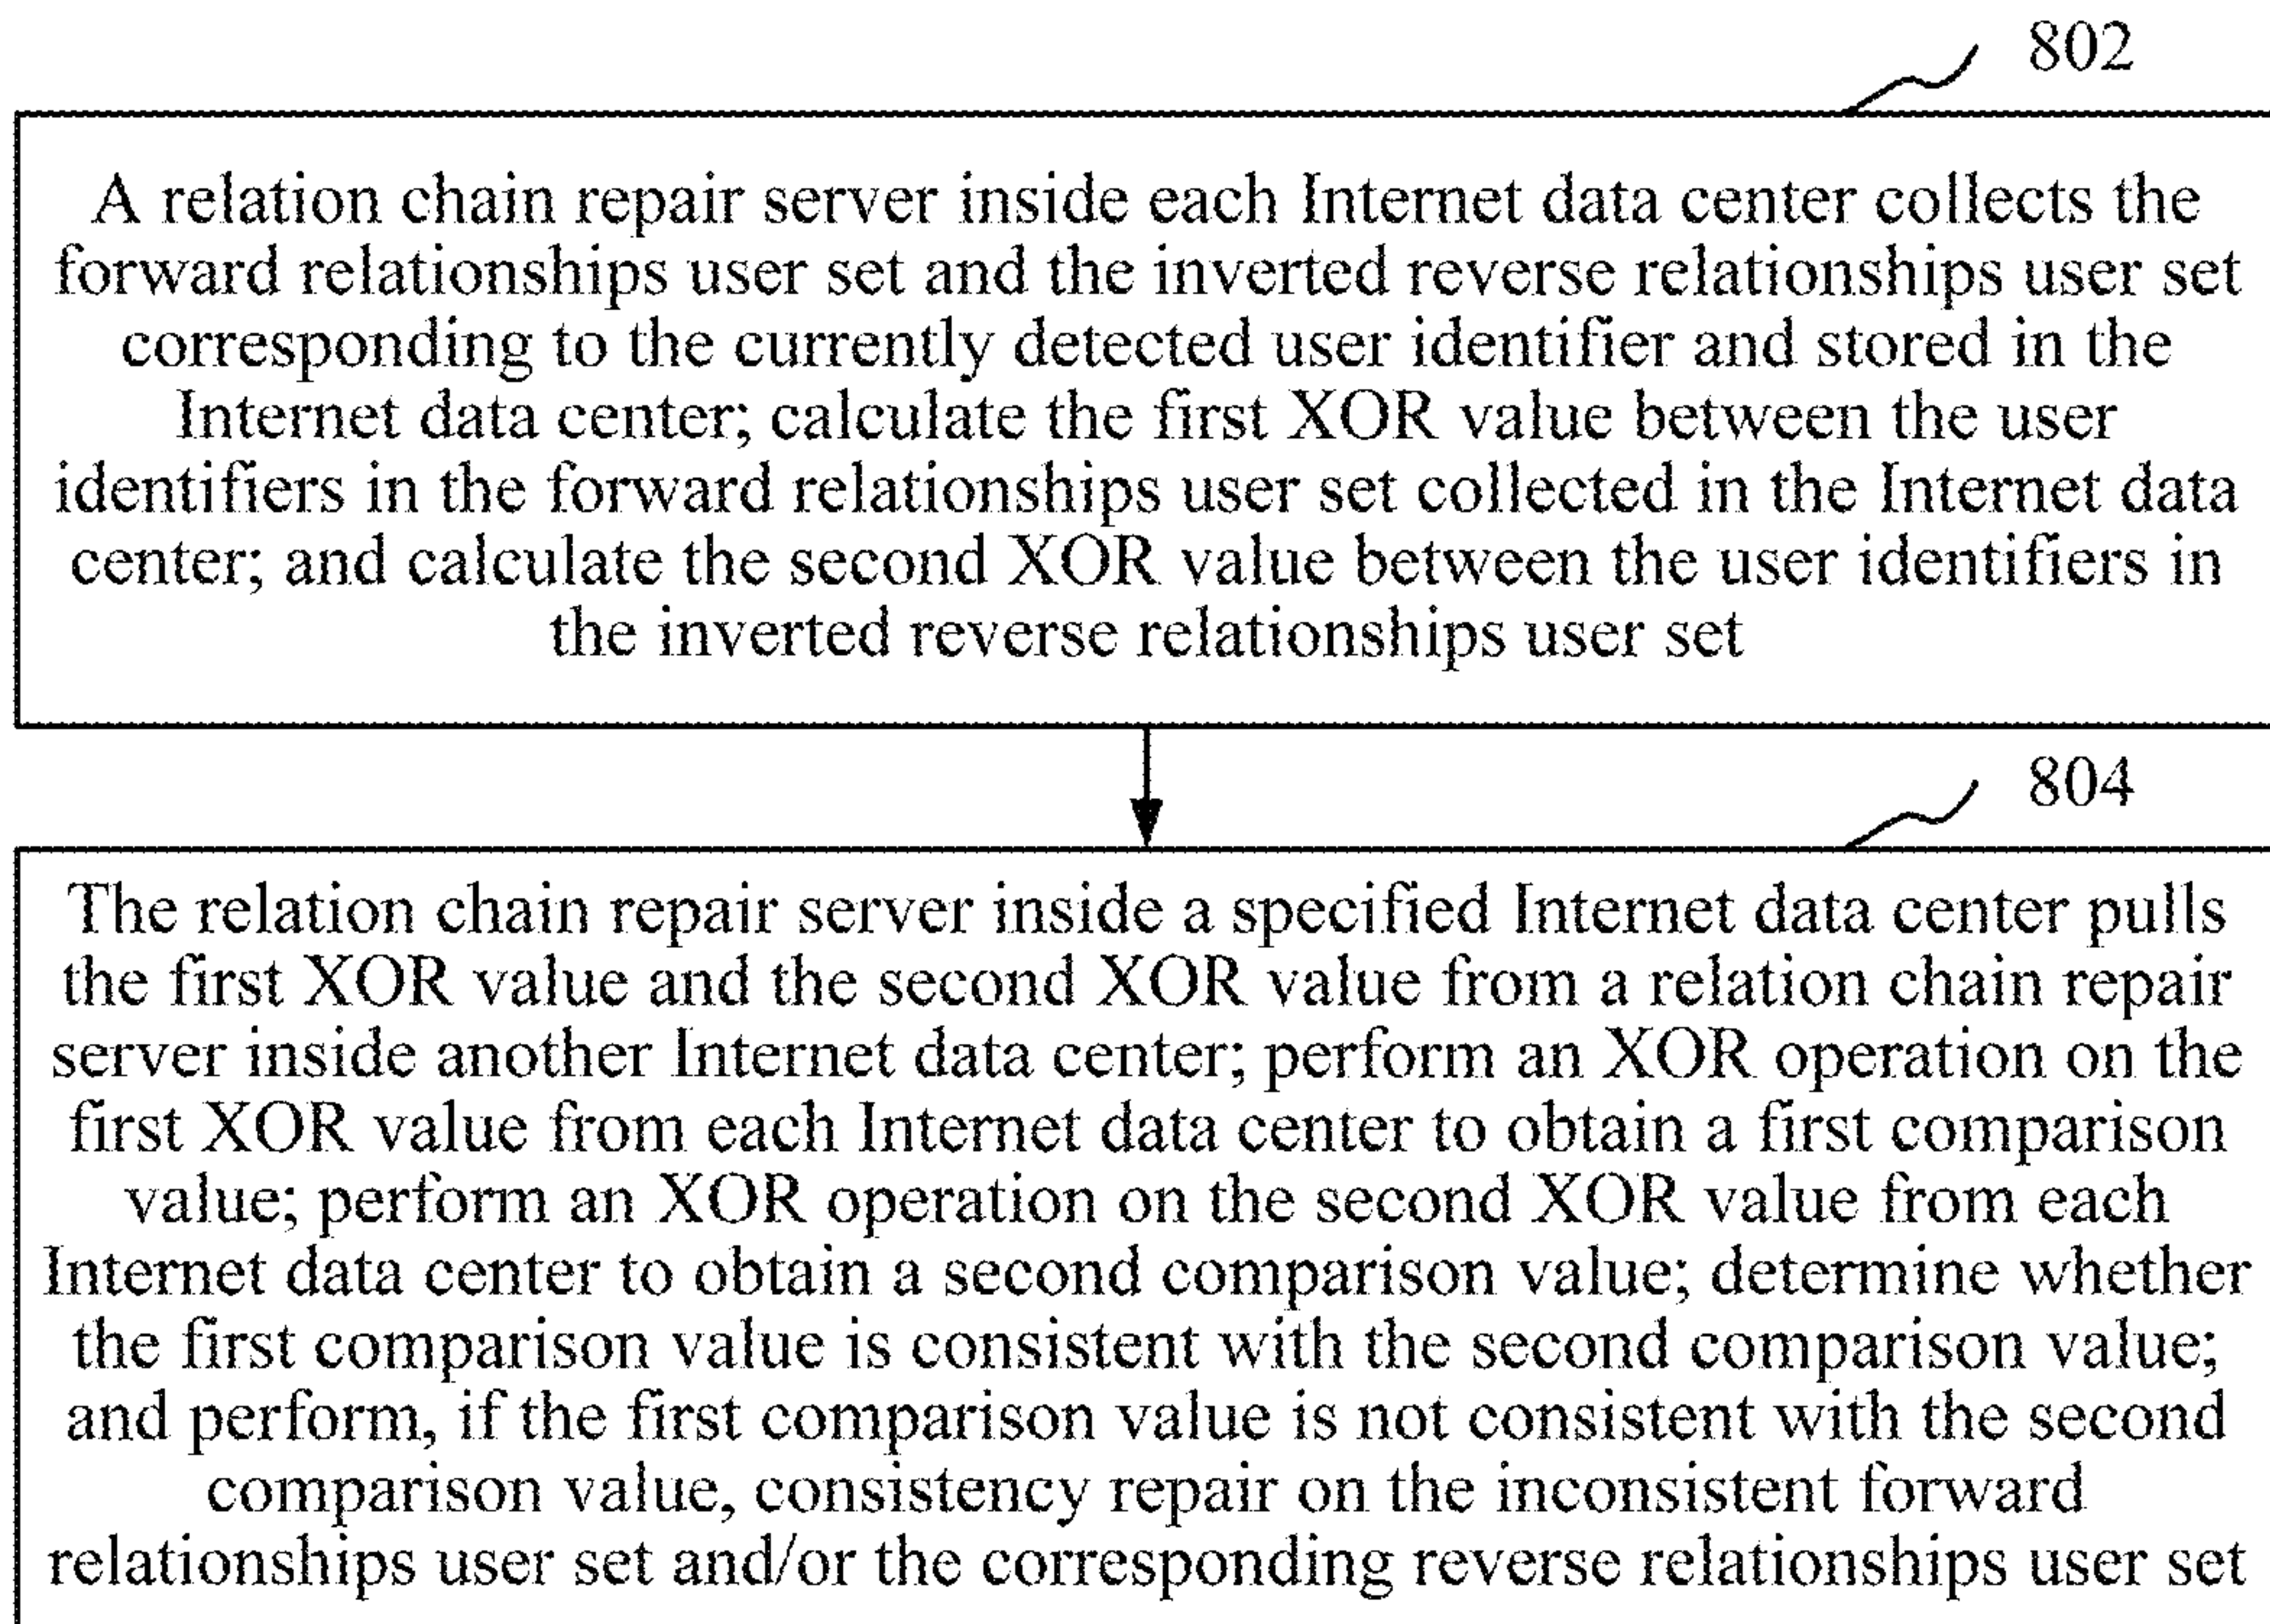 802
A relation chain repair server inside each Internet data center collects the
forward relationships user set and the inverted reverse relationships user set
corresponding to the currently detected user identifier and stored in the
Internet data center; calculate the first XOR value between the user
identifiers in the forward relationships user set collected in the Internet data
center; and calculate the second XOR value between the user identifiers in
the inverted reverse relationships user set
804
The relation chain repair server inside a specified Internet data center pulls
the first XOR value and the second XOR value from a relation chain repair
server inside another Internet data center; perform an XOR operation on the
first XOR value from each Internet data center to obtain a first comparison
value; perform an XOR operation on the second XOR value from each
Internet data center to obtain a second comparison value; determine whether
the first comparison value is consistent with the second comparison value;
and perform, if the first comparison value is not consistent with the second
comparison value, consistency repair on the inconsistent forward
relationships user set and/or the corresponding reverse relationships user set